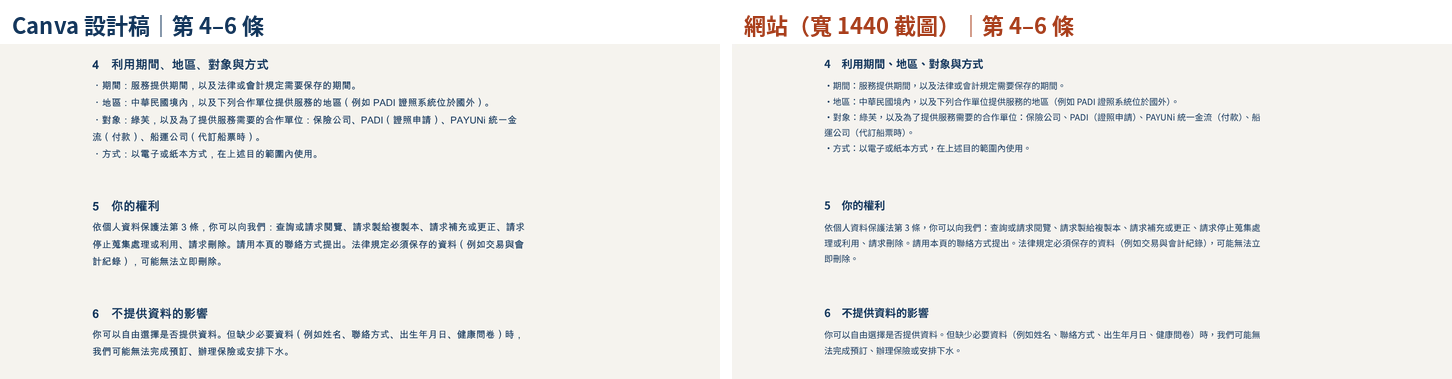 Canva 設計稿｜第 4–6 條
4 利用期間、地區、對象與方式
・期間：服務提供期間，以及法律或會計規定需要保存的期間。
・地區：中華民國境內，以及下列合作單位提供服務的地區（例如 PADI 證照系統位於國外）。
・對象：綠芙，以及為了提供服務需要的合作單位：保險公司、PADI（證照申請）、PAYUNi 統一金
流（付款）、船運公司（代訂船票時）。
・方式：以電子或紙本方式，在上述目的範圍內使用。
5 你的權利
依個人資料保護法第 3 條，你可以向我們：查詢或請求閱覽、請求製給複製本、請求補充或更正、請求
停止蒐集處理或利用、請求刪除。請用本頁的聯絡方式提出。法律規定必須保存的資料（例如交易與會
計紀錄），可能無法立即刪除。
6 不提供資料的影響
你可以自由選擇是否提供資料。但缺少必要資料（例如姓名、聯絡方式、出生年月日、健康問卷）時，
我們可能無法完成預訂、辦理保險或安排下水。
網站（寬 1440 截圖）｜第 4–6 條
4 利用期間、地區、對象與方式
・期間：服務提供期間，以及法律或會計規定需要保存的期間。
・地區：中華民國境內，以及下列合作單位提供服務的地區（例如 PADI 證照系統位於國外）。
・對象：綠芙，以及為了提供服務需要的合作單位：保險公司、PADI（證照申請）、PAYUNi 統一金流（付款）、船
運公司（代訂船票時）。
・方式：以電子或紙本方式，在上述目的範圍內使用。
5 你的權利
依個人資料保護法第 3 條，你可以向我們：查詢或請求閱覽、請求製給複製本、請求補充或更正、請求停止蒐集處
理或利用、請求刪除。請用本頁的聯絡方式提出。法律規定必須保存的資料（例如交易與會計紀錄），可能無法立
即刪除。
6 不提供資料的影響
你可以自由選擇是否提供資料。但缺少必要資料（例如姓名、聯絡方式、出生年月日、健康問卷）時，我們可能無
法完成預訂、辦理保險或安排下水。